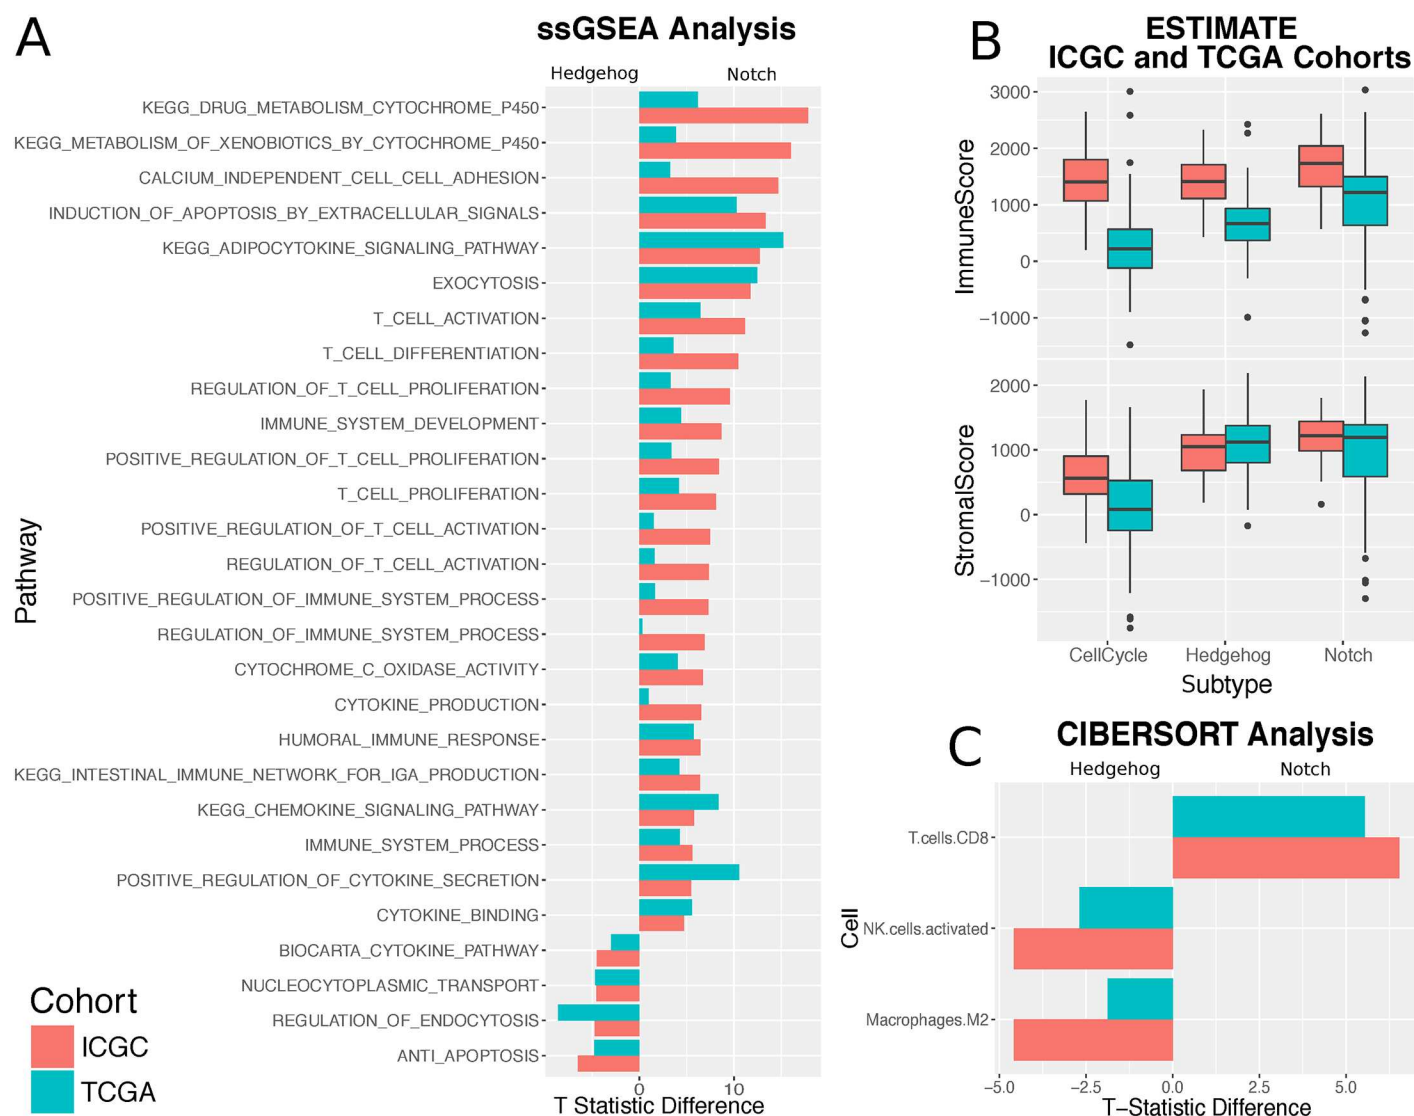 A
ssGSEA Analysis
Hedgehog Notch
KEGG_DRUG_METABOLISM_CYTOCHROME_P450
KEGG_METABOLISM_OF_XENOBIOTICS_BY_CYTOCHROME_P450
CALCIUM_INDEPENDENT_CELL_CELL_ADHESION
INDUCTION_OF_APOPTOSIS_BY_EXTRACELLULAR_SIGNALS
KEGG_ADIPOCYTOKINE_SIGNALING_PATHWAY
EXOCYTOSIS
T_CELL_ACTIVATION
T_CELL_DIFFERENTIATION
REGULATION_OF_T_CELL_PROLIFERATION
IMMUNE_SYSTEM_DEVELOPMENT
POSITIVE_REGULATION_OF_T_CELL_PROLIFERATION
T_CELL_PROLIFERATION
POSITIVE_REGULATION_OF_T_CELL_ACTIVATION
REGULATION_OF_T_CELL_ACTIVATION
POSITIVE_REGULATION_OF_IMMUNE_SYSTEM_PROCESS
REGULATION_OF_IMMUNE_SYSTEM_PROCESS
CYTOCHROME_C_OXIDASE_ACTIVITY
CYTOKINE_PRODUCTION
HUMORAL_IMMUNE_RESPONSE
KEGG_INTESTINAL_IMMUNE_NETWORK_FOR_IGA_PRODUCTION
KEGG_CHEMOKINE_SIGNALING_PATHWAY
IMMUNE_SYSTEM_PROCESS
POSITIVE_REGULATION_OF_CYTOKINE_SECRETION
CYTOKINE_BINDING
BIOCARTA_CYTOKINE_PATHWAY
NUCLEOCYTOPLASMIC_TRANSPORT
REGULATION_OF_ENDOCYTOSIS
ANTI_APOPTOSIS
Pathway
0 10
T Statistic Difference
Cohort
ICGC
TCGA
B
ESTIMATE
ICGC and TCGA Cohorts
3000
2000
1000
0
−1000
ImmuneScore
2000
1000
0
−1000
StromalScore
CellCycle Hedgehog Notch
Subtype
C
CIBERSORT Analysis
Hedgehog Notch
T.cells.CD8
NK.cells.activated
Macrophages.M2
Cell
−5.0 −2.5 0.0 2.5 5.0
T−Statistic Difference